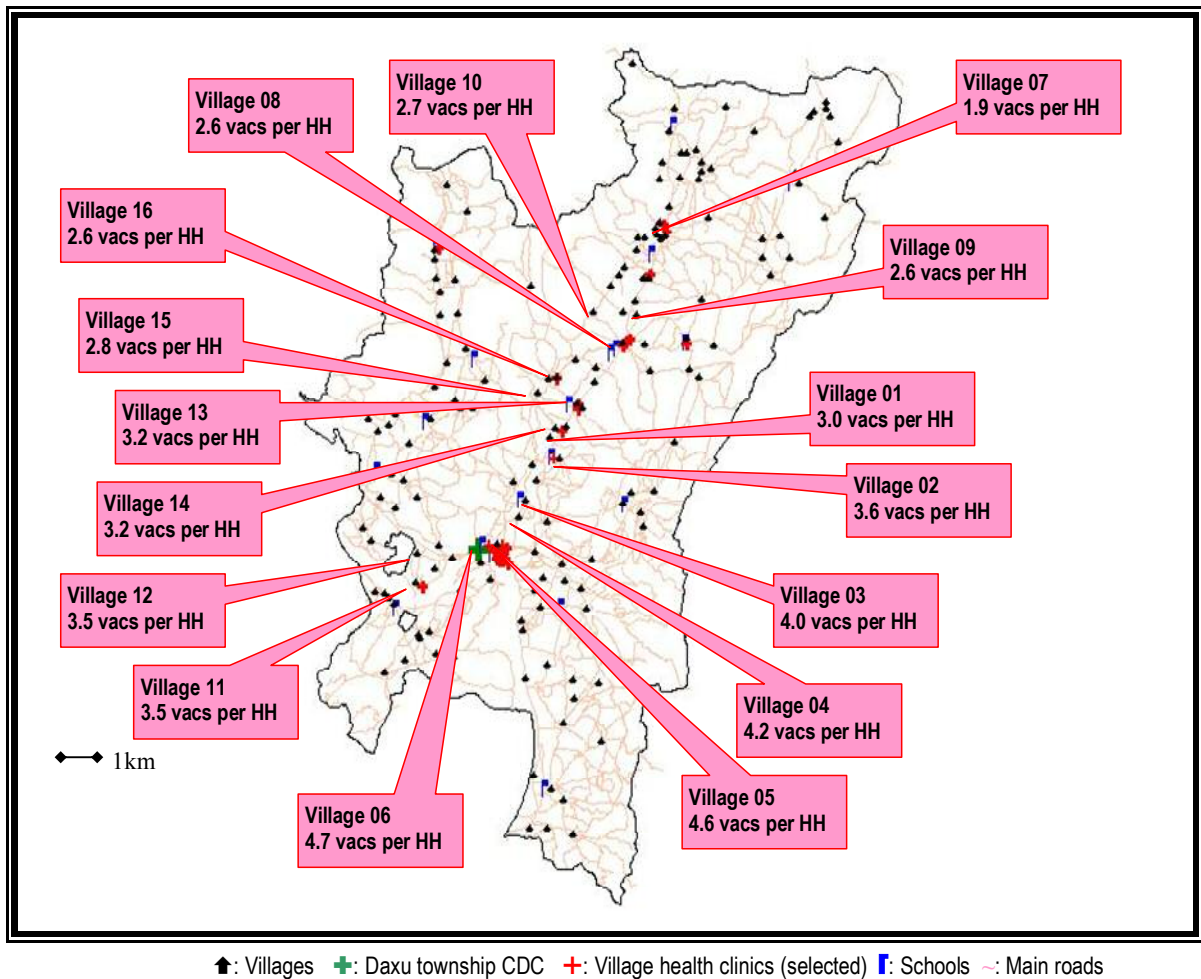 Village 10
2.7 vacs per HH
Village 07
1.9 vacs per HH
Village 08
2.6 vacs per HH
Village 16
2.6 vacs per HH
Village 09
2.6 vacs per HH
Village 15
2.8 vacs per HH
Village 13
3.2 vacs per HH
Village 01
3.0 vacs per HH
Village 02
3.6 vacs per HH
Village 14
3.2 vacs per HH
Village 12
3.5 vacs per HH
Village 03
4.0 vacs per HH
Village 11
3.5 vacs per HH
Village 04
4.2 vacs per HH
1km
Village 05
4.6 vacs per HH
Village 06
4.7 vacs per HH
: Villages : Daxu township CDC : Village health clinics (selected) : Schools : Main roads